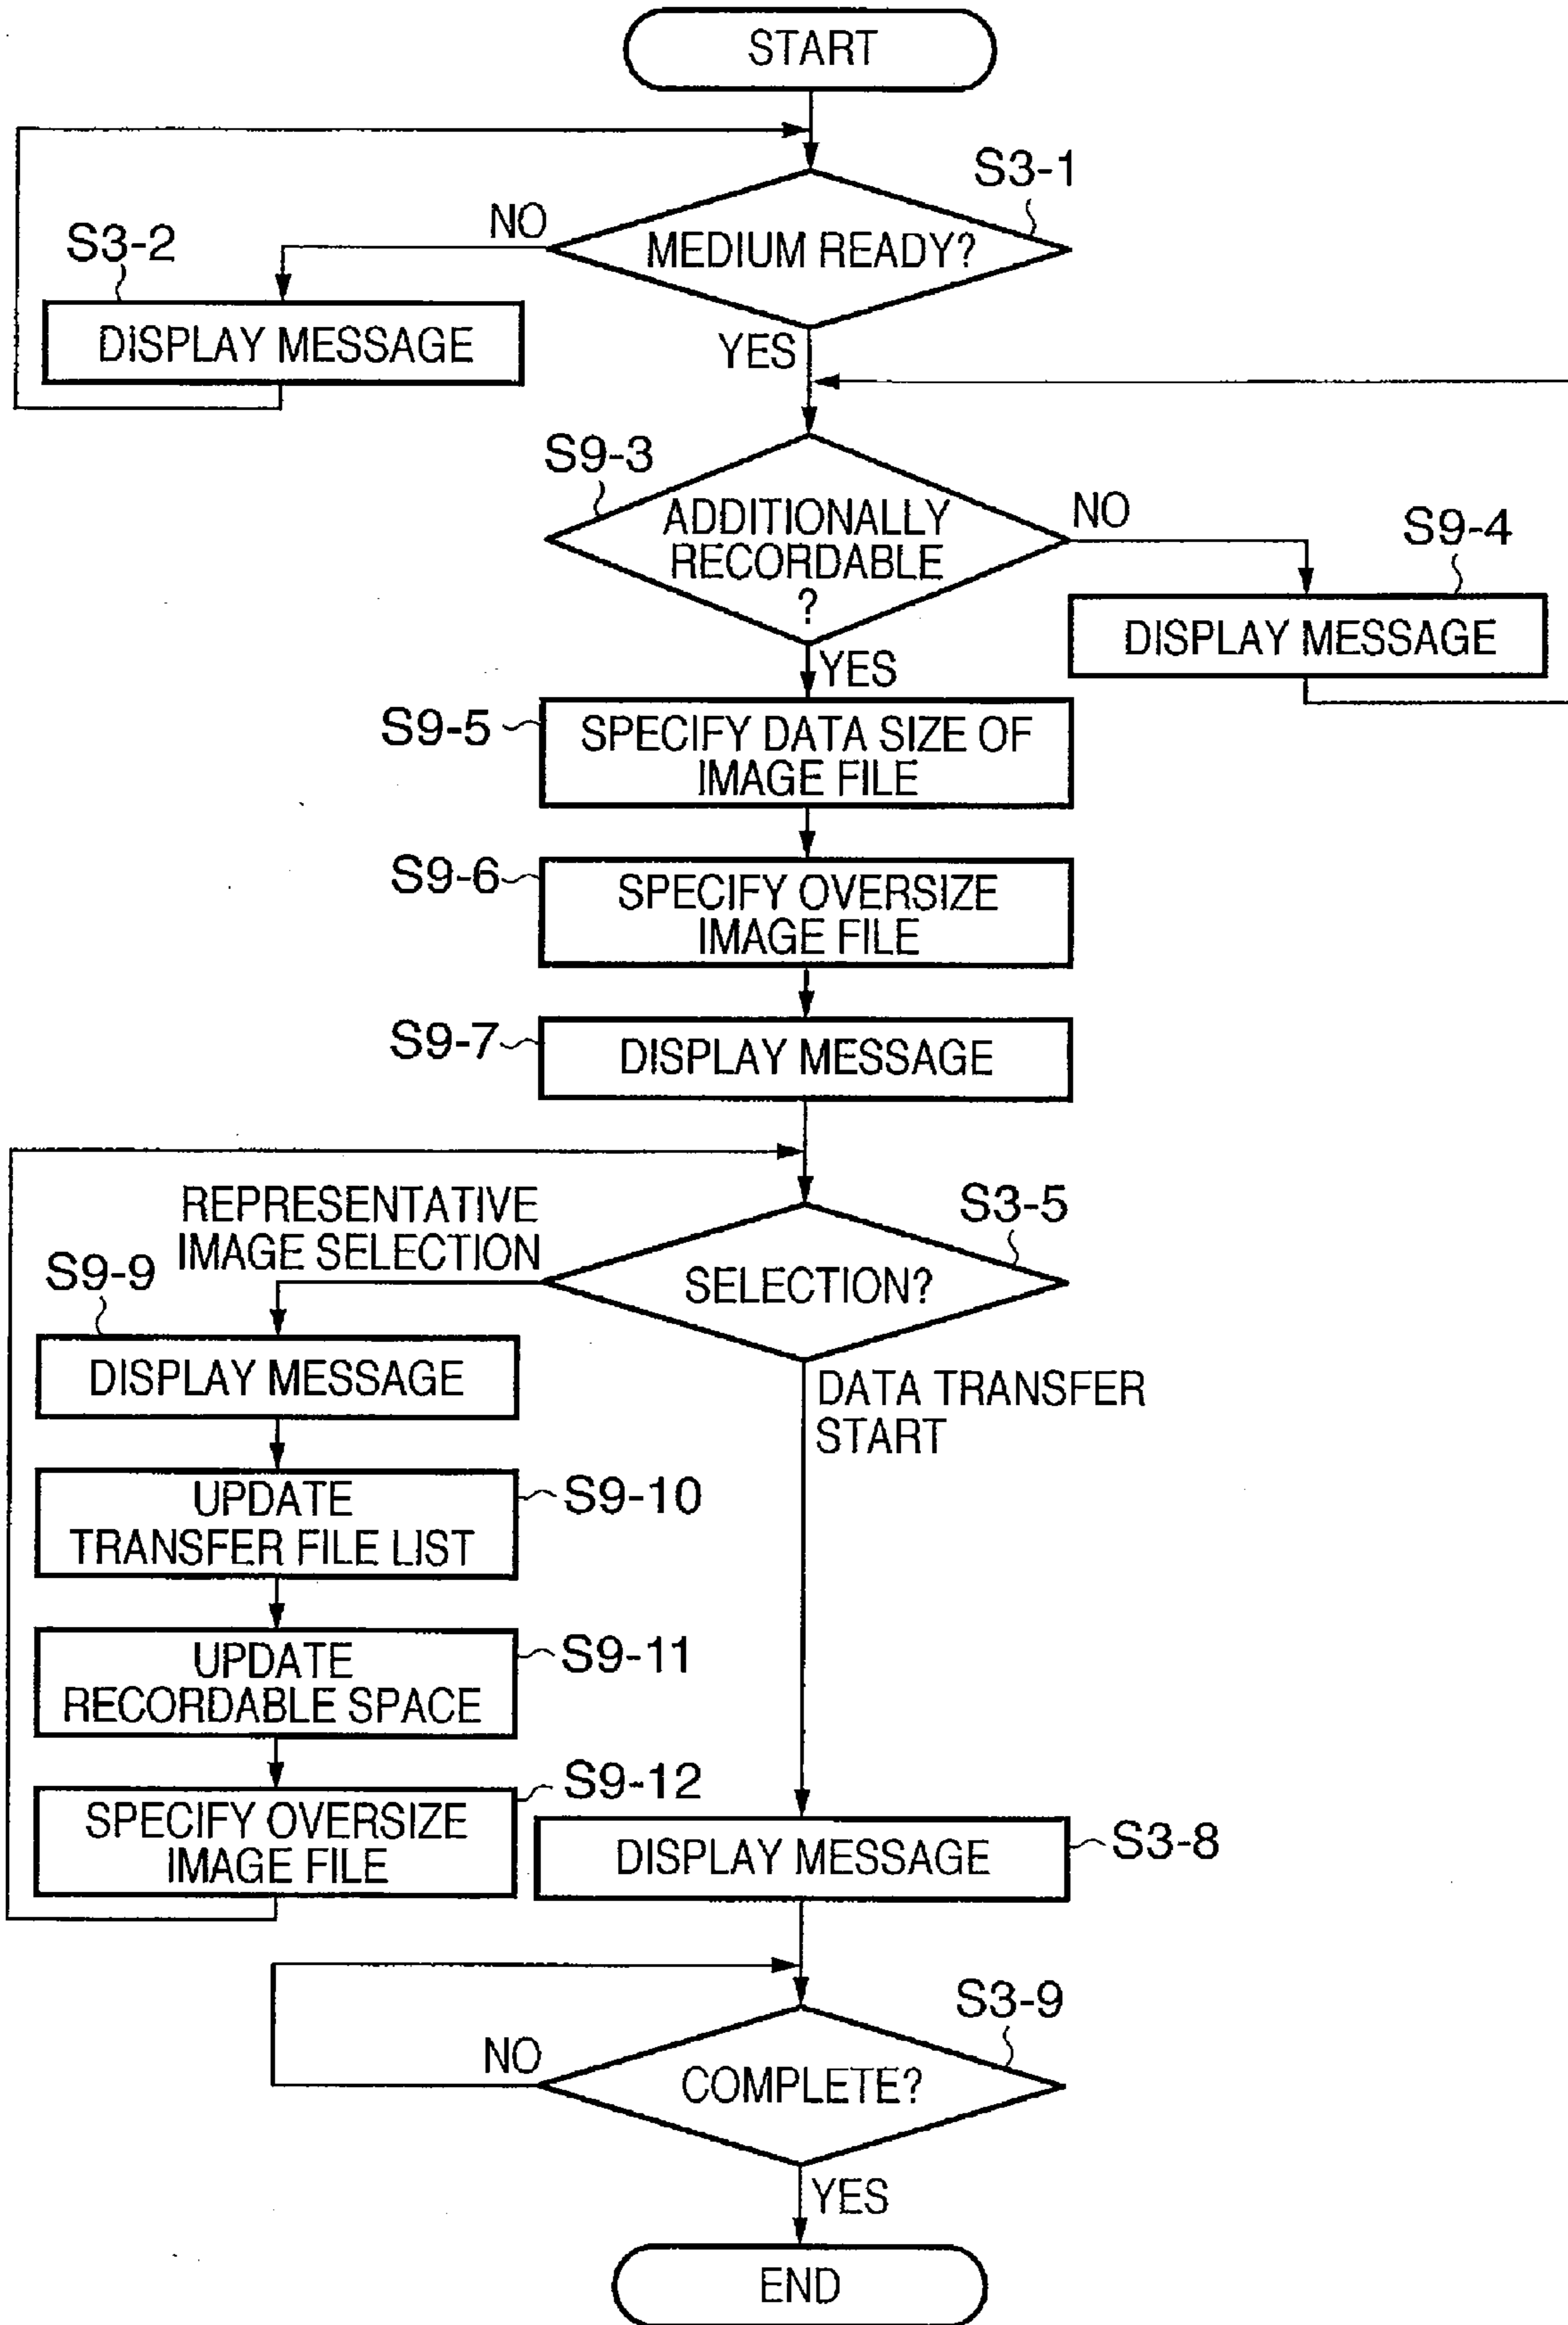 START
S3-1
NO
MEDIUM READY?
S3-2
DISPLAY MESSAGE
YES
S9-3
ADDITIONALLY
RECORDABLE
?
NO
S9-4
DISPLAY MESSAGE
YES
S9-5
SPECIFY DATA SIZE OF
IMAGE FILE
S9-6
SPECIFY OVERSIZE
IMAGE FILE
S9-7
DISPLAY MESSAGE
REPRESENTATIVE
IMAGE SELECTION
S3-5
SELECTION?
S9-9
DISPLAY MESSAGE
DATA TRANSFER
START
UPDATE
TRANSFER FILE LIST
S9-10
UPDATE
RECORDABLE SPACE
S9-11
SPECIFY OVERSIZE
IMAGE FILE
S9-12
DISPLAY MESSAGE
S3-8
S3-9
NO
COMPLETE?
YES
END